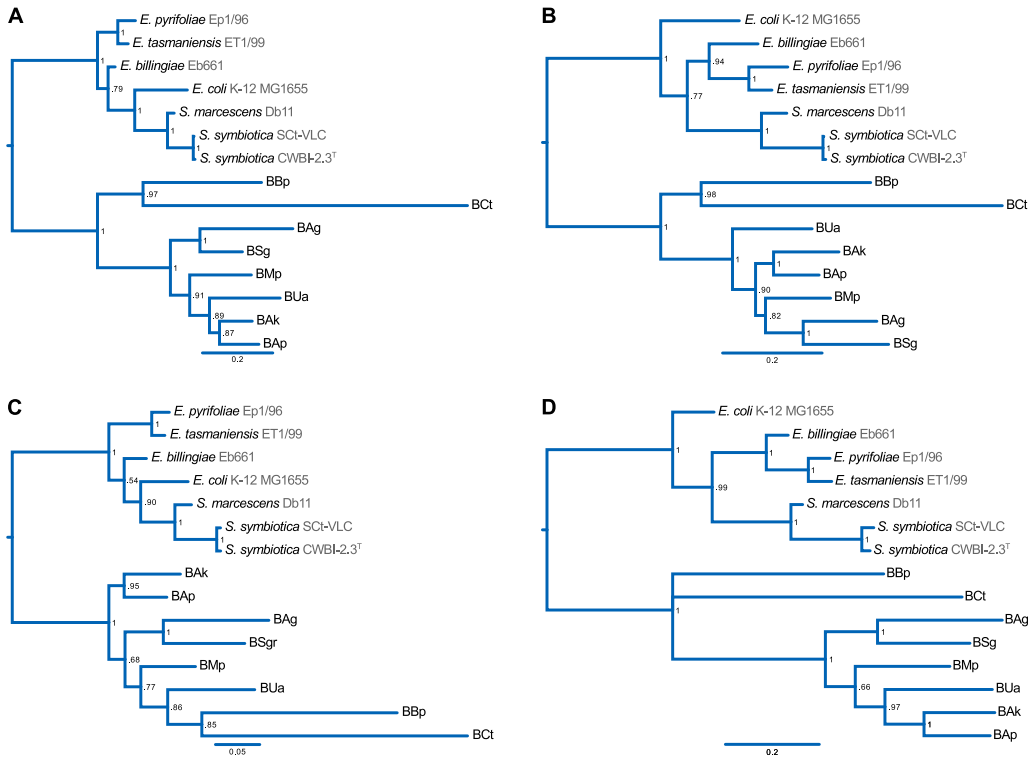 A
E. pyrifoliae Ep1/96
1
E. tasmaniensis ET1/99
1
E. billingiae Eb661
.79
E. coli K-12 MG1655
1
S. marcescens Db11
1
S. symbiotica SCt-VLC
1
S. symbiotica CWBI-2.3ᵀ
BBp
.97
BCt
1
BAg
1
BSg
1
BMp
.91
BUa
.89
BAk
.87
BAp
0.2
B
E. coli K-12 MG1655
E. billingiae Eb661
1
.94
E. pyrifoliae Ep1/96
1
E. tasmaniensis ET1/99
.77
S. marcescens Db11
1
S. symbiotica SCt-VLC
1
S. symbiotica CWBI-2.3ᵀ
BBp
.98
BCt
1
BUa
1
BAk
1
BAp
.90
BMp
.82
BAg
1
BSg
0.2
C
E. pyrifoliae Ep1/96
1
E. tasmaniensis ET1/99
1
E. billingiae Eb661
.54
E. coli K-12 MG1655
.90
S. marcescens Db11
1
S. symbiotica SCt-VLC
1
S. symbiotica CWBI-2.3ᵀ
BAk
.95
BAp
1
BAg
1
BSgr
.68
BMp
.77
BUa
.86
BBp
.85
BCt
0.05
D
E. coli K-12 MG1655
E. billingiae Eb661
1
1
E. pyrifoliae Ep1/96
1
E. tasmaniensis ET1/99
.99
S. marcescens Db11
1
S. symbiotica SCt-VLC
1
S. symbiotica CWBI-2.3ᵀ
BBp
BCt
1
BAg
1
BSg
1
BMp
.66
BUa
.97
BAk
1
BAp
0.2